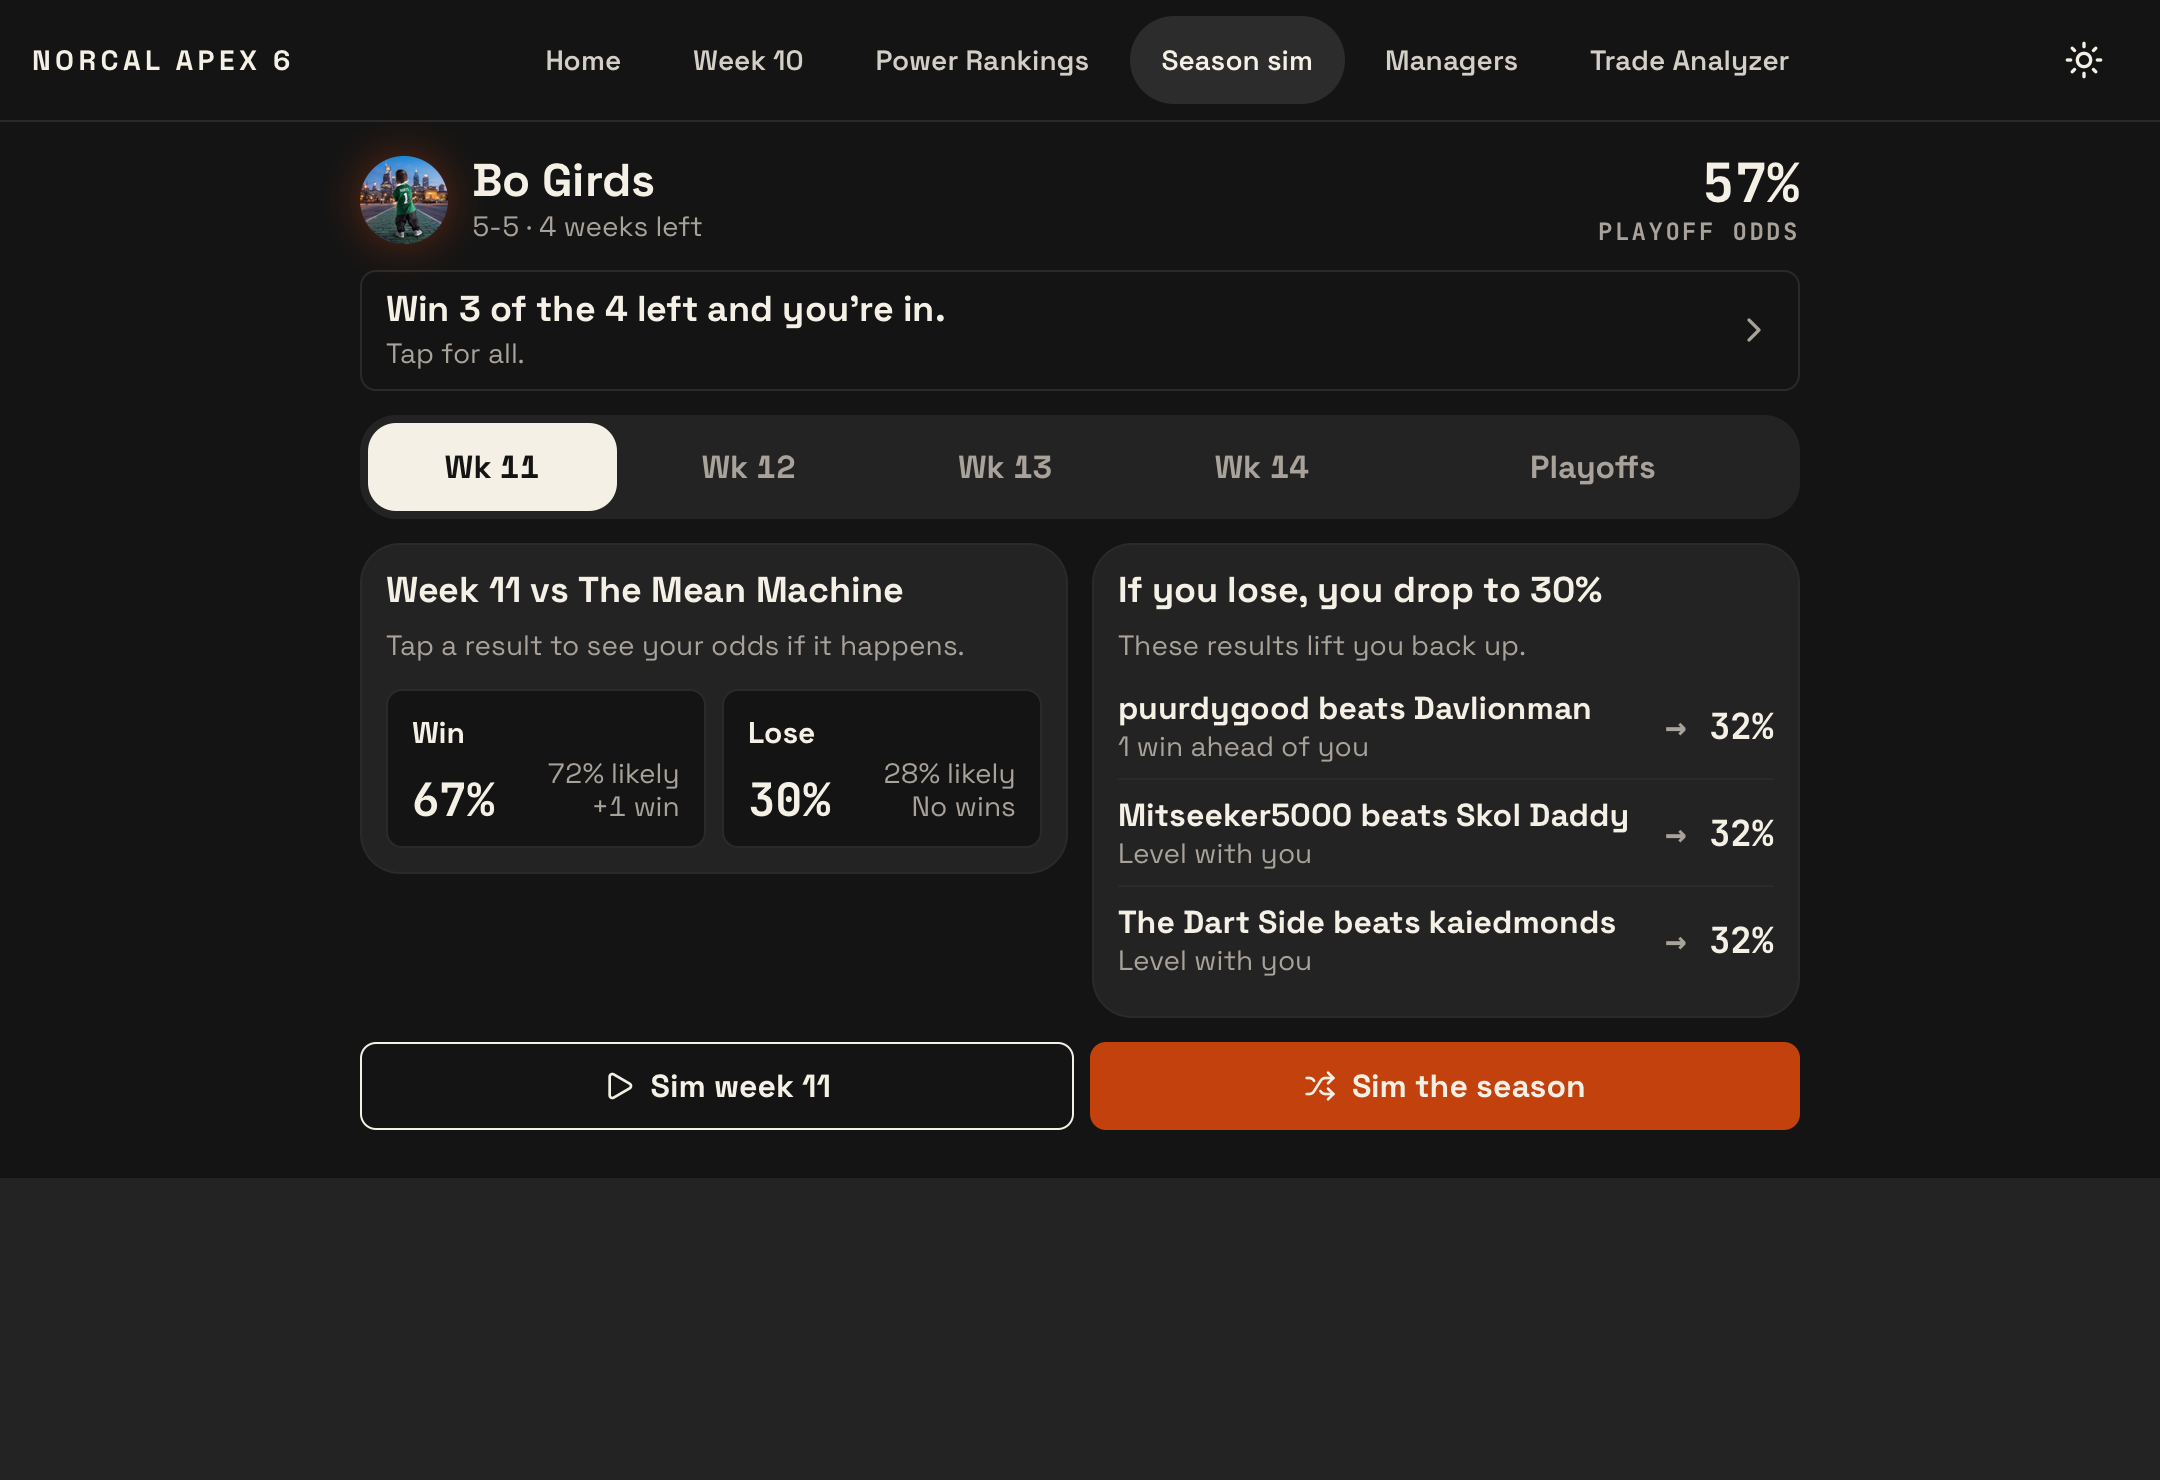 NORCAL APEX 6
Home
Week 10
Power Rankings
Season sim
Managers
Trade Analyzer
Bo Girds
5-5 · 4 weeks left
57%
PLAYOFF ODDS
Win 3 of the 4 left and you’re in.
Tap for all.
Wk 11
Wk 12
Wk 13
Wk 14
Playoffs
Week 11 vs The Mean Machine
Tap a result to see your odds if it happens.
Win
67%
72% likely
+1 win
Lose
30%
28% likely
No wins
If you lose, you drop to 30%
These results lift you back up.
puurdygood beats Davlionman
1 win ahead of you
→ 32%
Mitseeker5000 beats Skol Daddy
Level with you
→ 32%
The Dart Side beats kaiedmonds
Level with you
→ 32%
Sim week 11
Sim the season